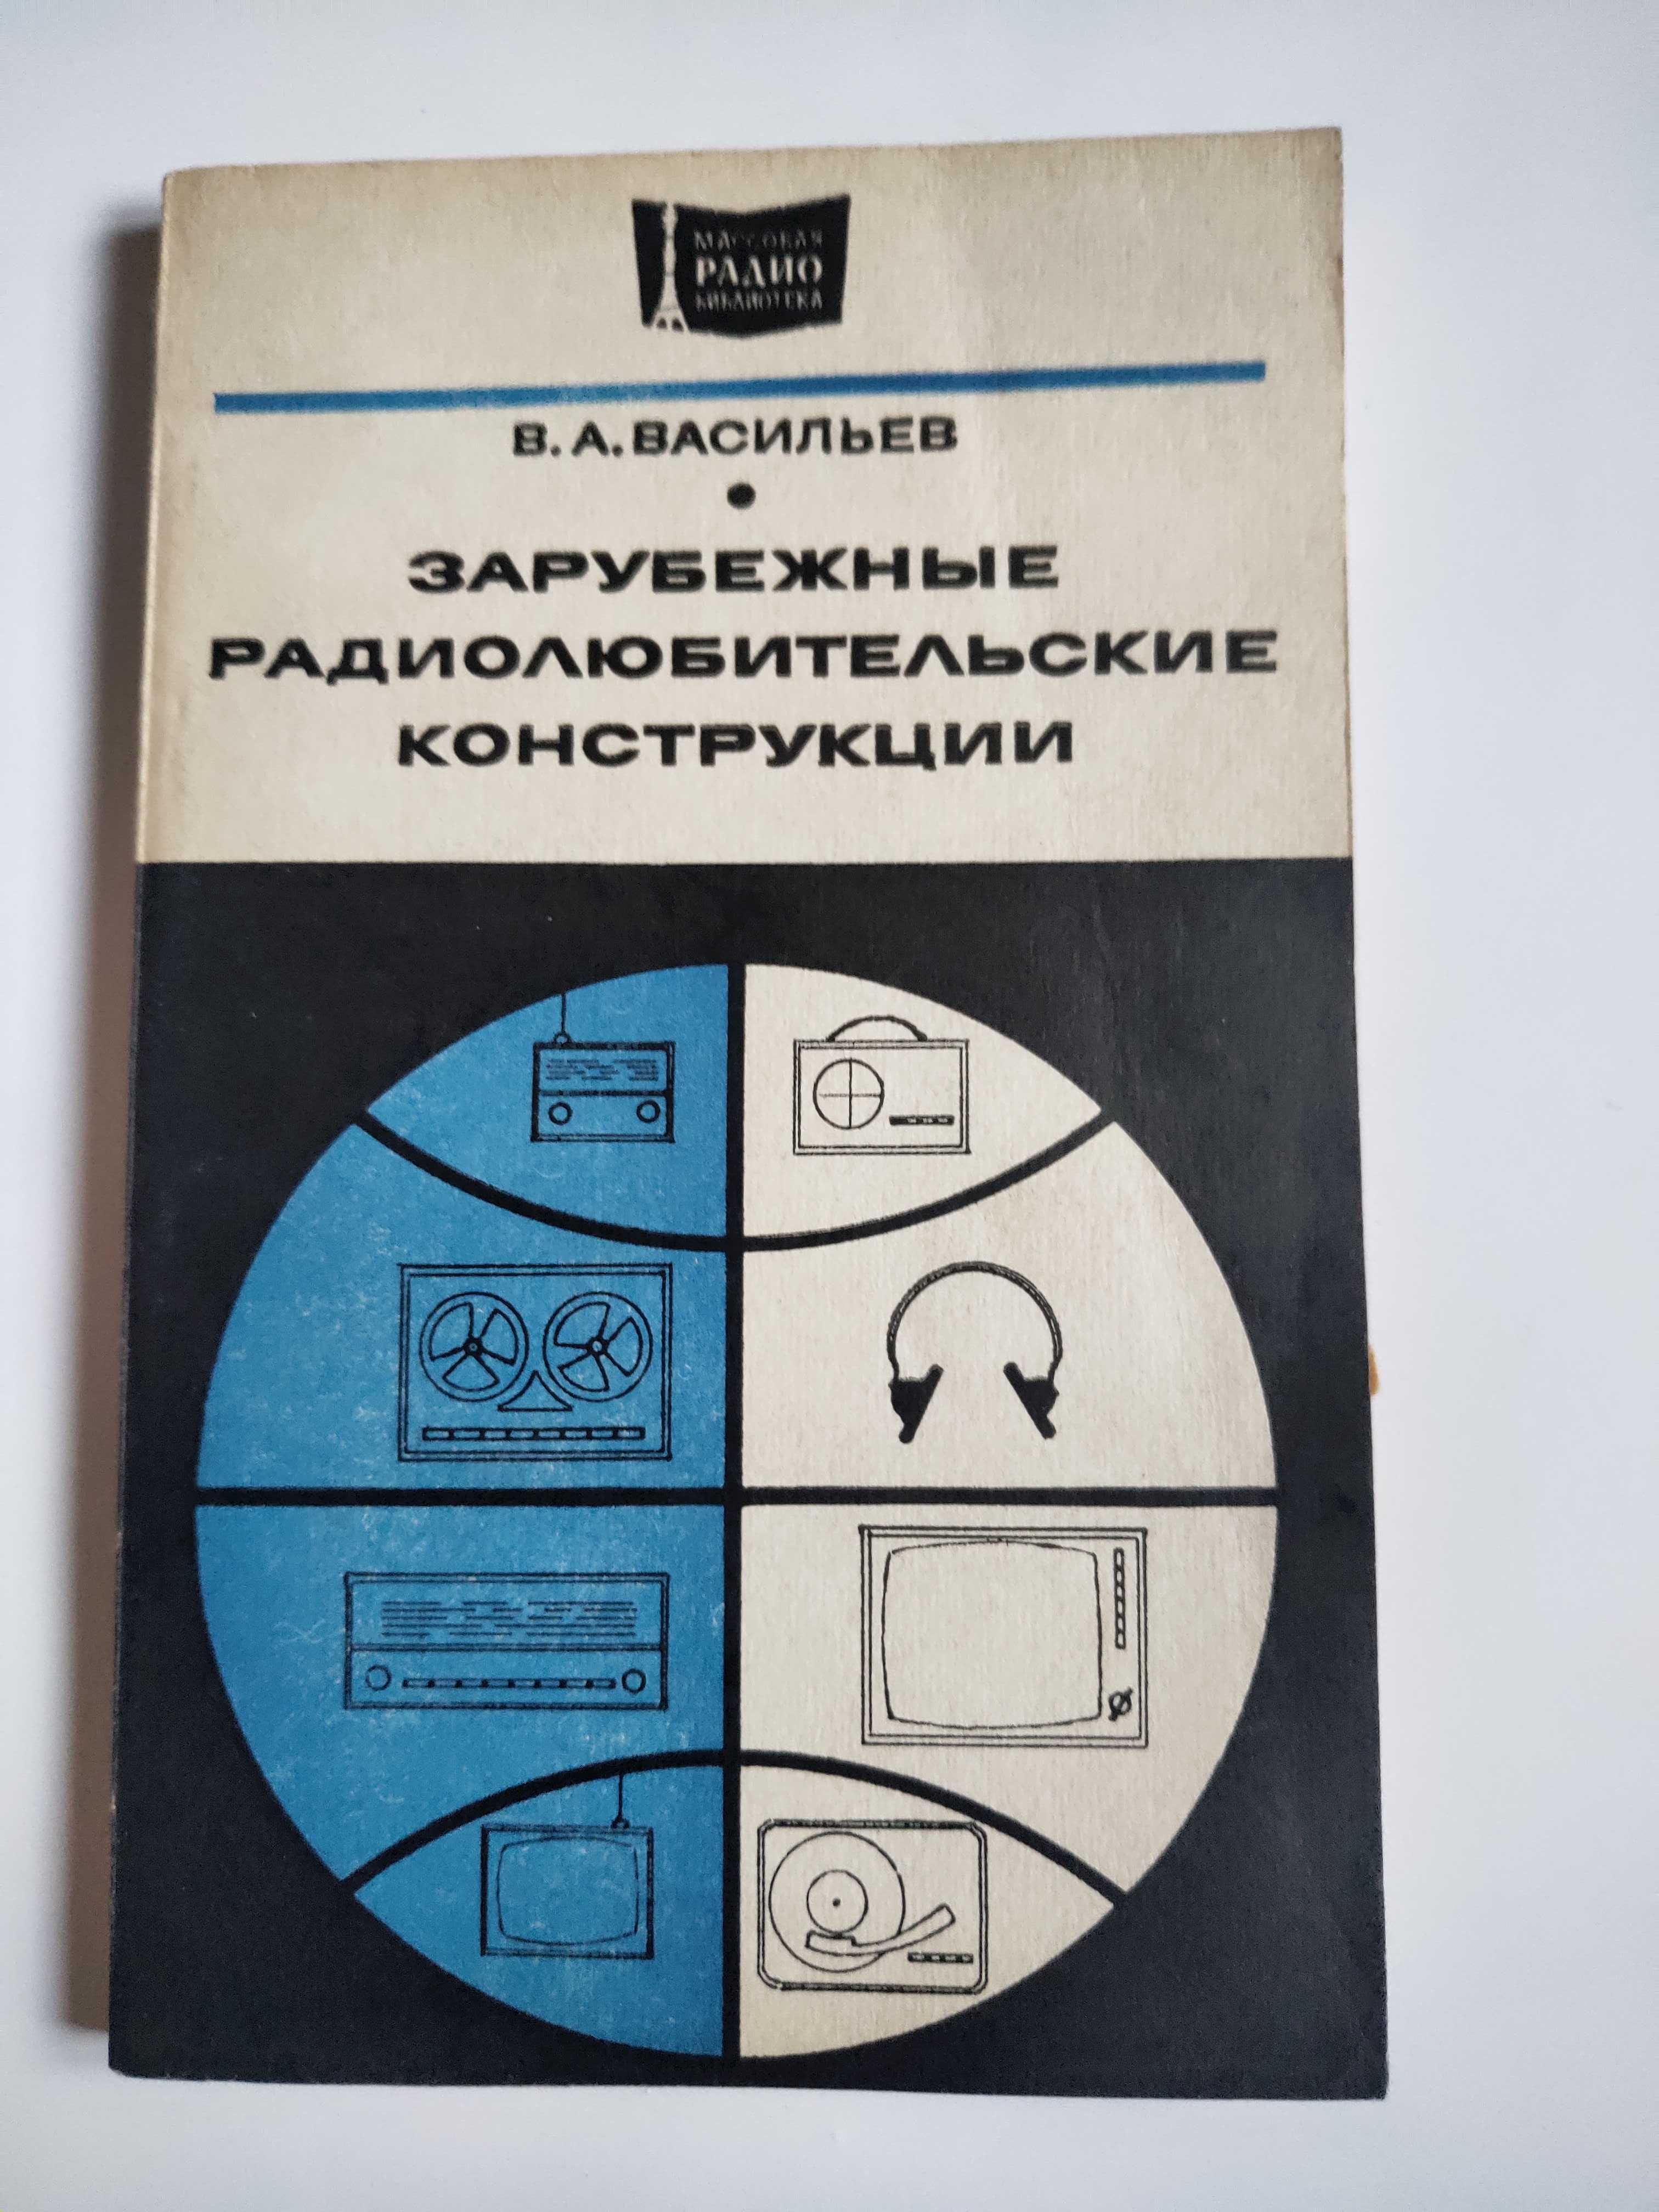 МАССОВАЯ
РАДИО
БИБЛИОТЕКА
В. А. ВАСИЛЬЕВ
ЗАРУБЕЖНЫЕ
РАДИОЛЮБИТЕЛЬСКИЕ
КОНСТРУКЦИИ